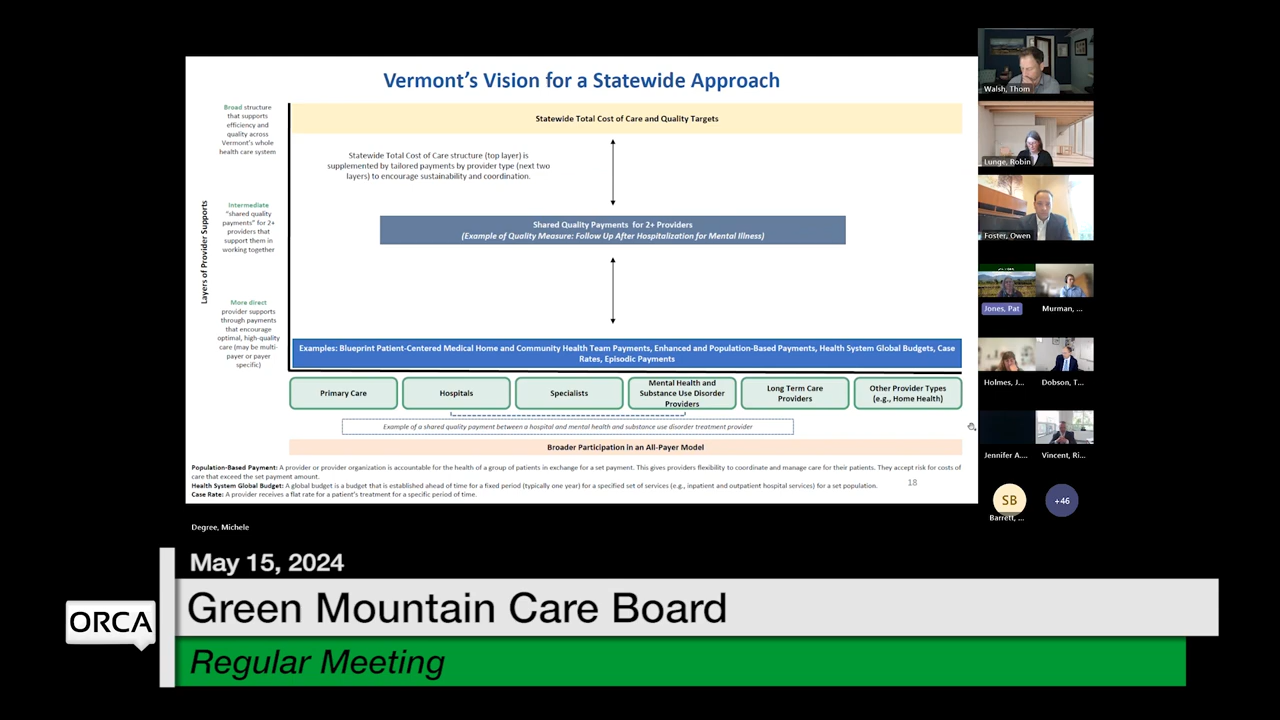 Vermont's Vision for a Statewide Approach
Broad structure
that supports
efficiency and
quality across
Vermont's whole
health care system
Statewide Total Cost of Care and Quality Targets
Statewide Total Cost of Care structure (top layer) is
supplemented by tailored payments by provider type (next two
layers) to encourage sustainability and coordination.
Layers of Provider Supports
Intermediate
"shared quality
payments" for 2+
providers that
support them in
working together
Shared Quality Payments for 2+ Providers
(Example of Quality Measure: Follow Up After Hospitalization for Mental Illness)
More direct
provider supports
through payments
that encourage
optimal, high-quality
care (may be multi-
payer or payer
specific)
Examples: Blueprint Patient-Centered Medical Home and Community Health Team Payments, Enhanced and Population-Based Payments, Health System Global Budgets, Case
Rates, Episodic Payments
Primary Care
Hospitals
Specialists
Mental Health and
Substance Use Disorder
Providers
Long Term Care
Providers
Other Provider Types
(e.g., Home Health)
Example of a shared quality payment between a hospital and mental health and substance use disorder treatment provider
Broader Participation in an All-Payer Model
Population-Based Payment: A provider or provider organization is accountable for the health of a group of patients in exchange for a set payment. This gives providers flexibility to coordinate and manage care for their patients. They accept risk for costs of
care that exceed the set payment amount.
Health System Global Budget: A global budget is a budget that is established ahead of time for a fixed period (typically one year) for a specified set of services (e.g., inpatient and outpatient hospital services) for a set population.
Case Rate: A provider receives a flat rate for a patient's treatment for a specific period of time.
18
Walsh, Thom
Lunge, Robin
Foster, Owen
Jones, Pat
Murman, ...
Holmes, J...
Dobson, T...
Jennifer A...
Vincent, Ri...
SB
+46
Barrett, ...
Degree, Michele
May 15, 2024
ORCA
Green Mountain Care Board
Regular Meeting